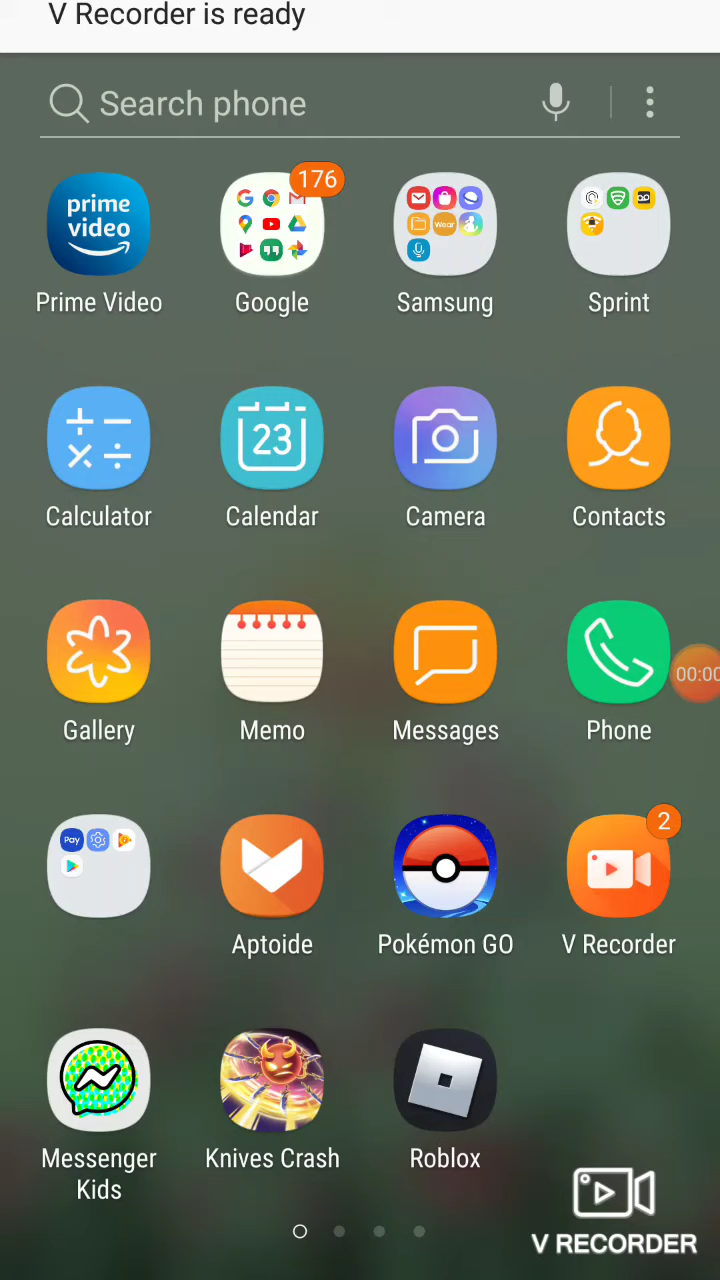 V Recorder is ready
Search phone
176
prime
video
Prime Video
Google
Samsung
Sprint
23
Calculator
Calendar
Camera
Contacts
00:00
Gallery
Memo
Messages
Phone
Pay
2
Aptoide
Pokémon GO
V Recorder
Messenger
Kids
Knives Crash
Roblox
V RECORDER